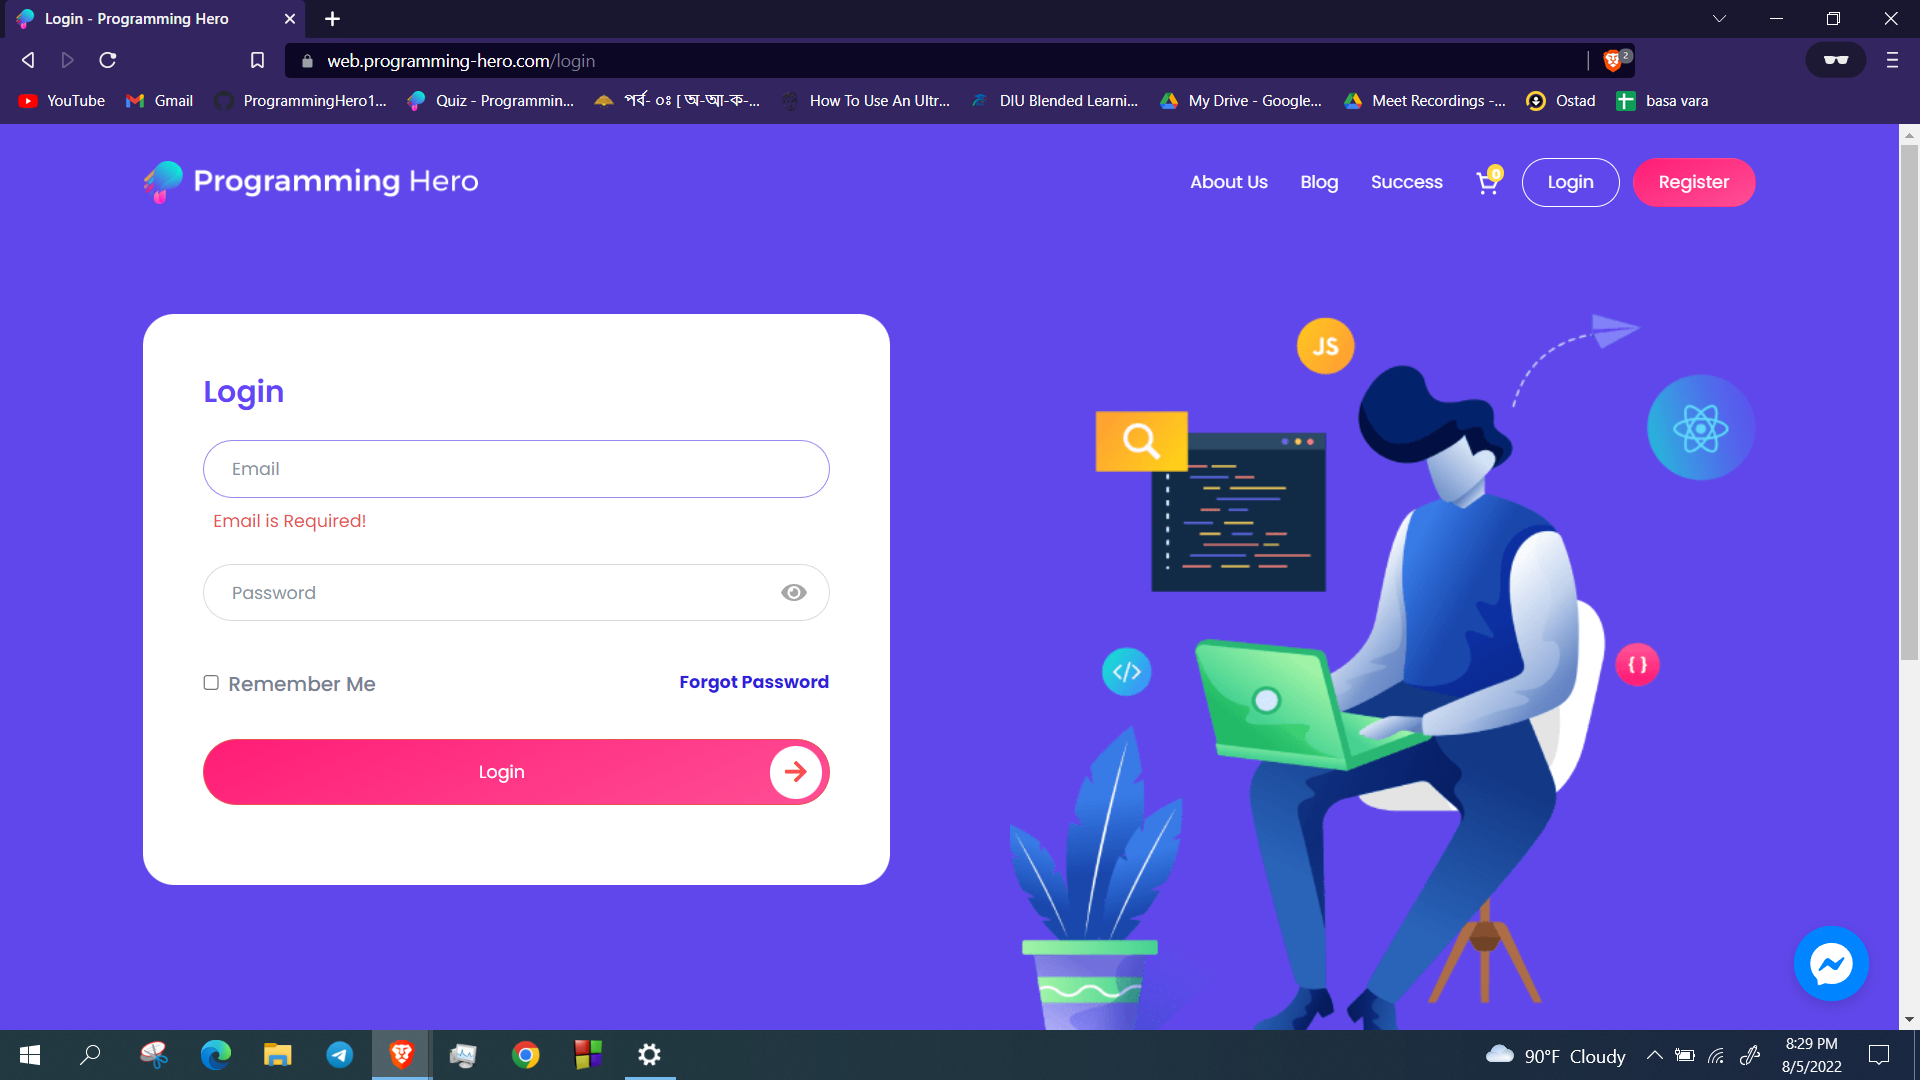 Login - Programming Hero
web.programming-hero.com/login
2
YouTube
Gmail
ProgrammingHero1...
Quiz - Programmin...
পর্ব- ০ঃ [ অ-আ-ক-...
How To Use An Ultr...
DIU Blended Learni...
My Drive - Google...
Meet Recordings -...
Ostad
basa vara
Programming Hero
About Us
Blog
Success
0
Login
Register
Login
Email
Email is Required!
Password
Remember Me
Forgot Password
Login
JS
</>
{ }
90°F Cloudy
8:29 PM
8/5/2022